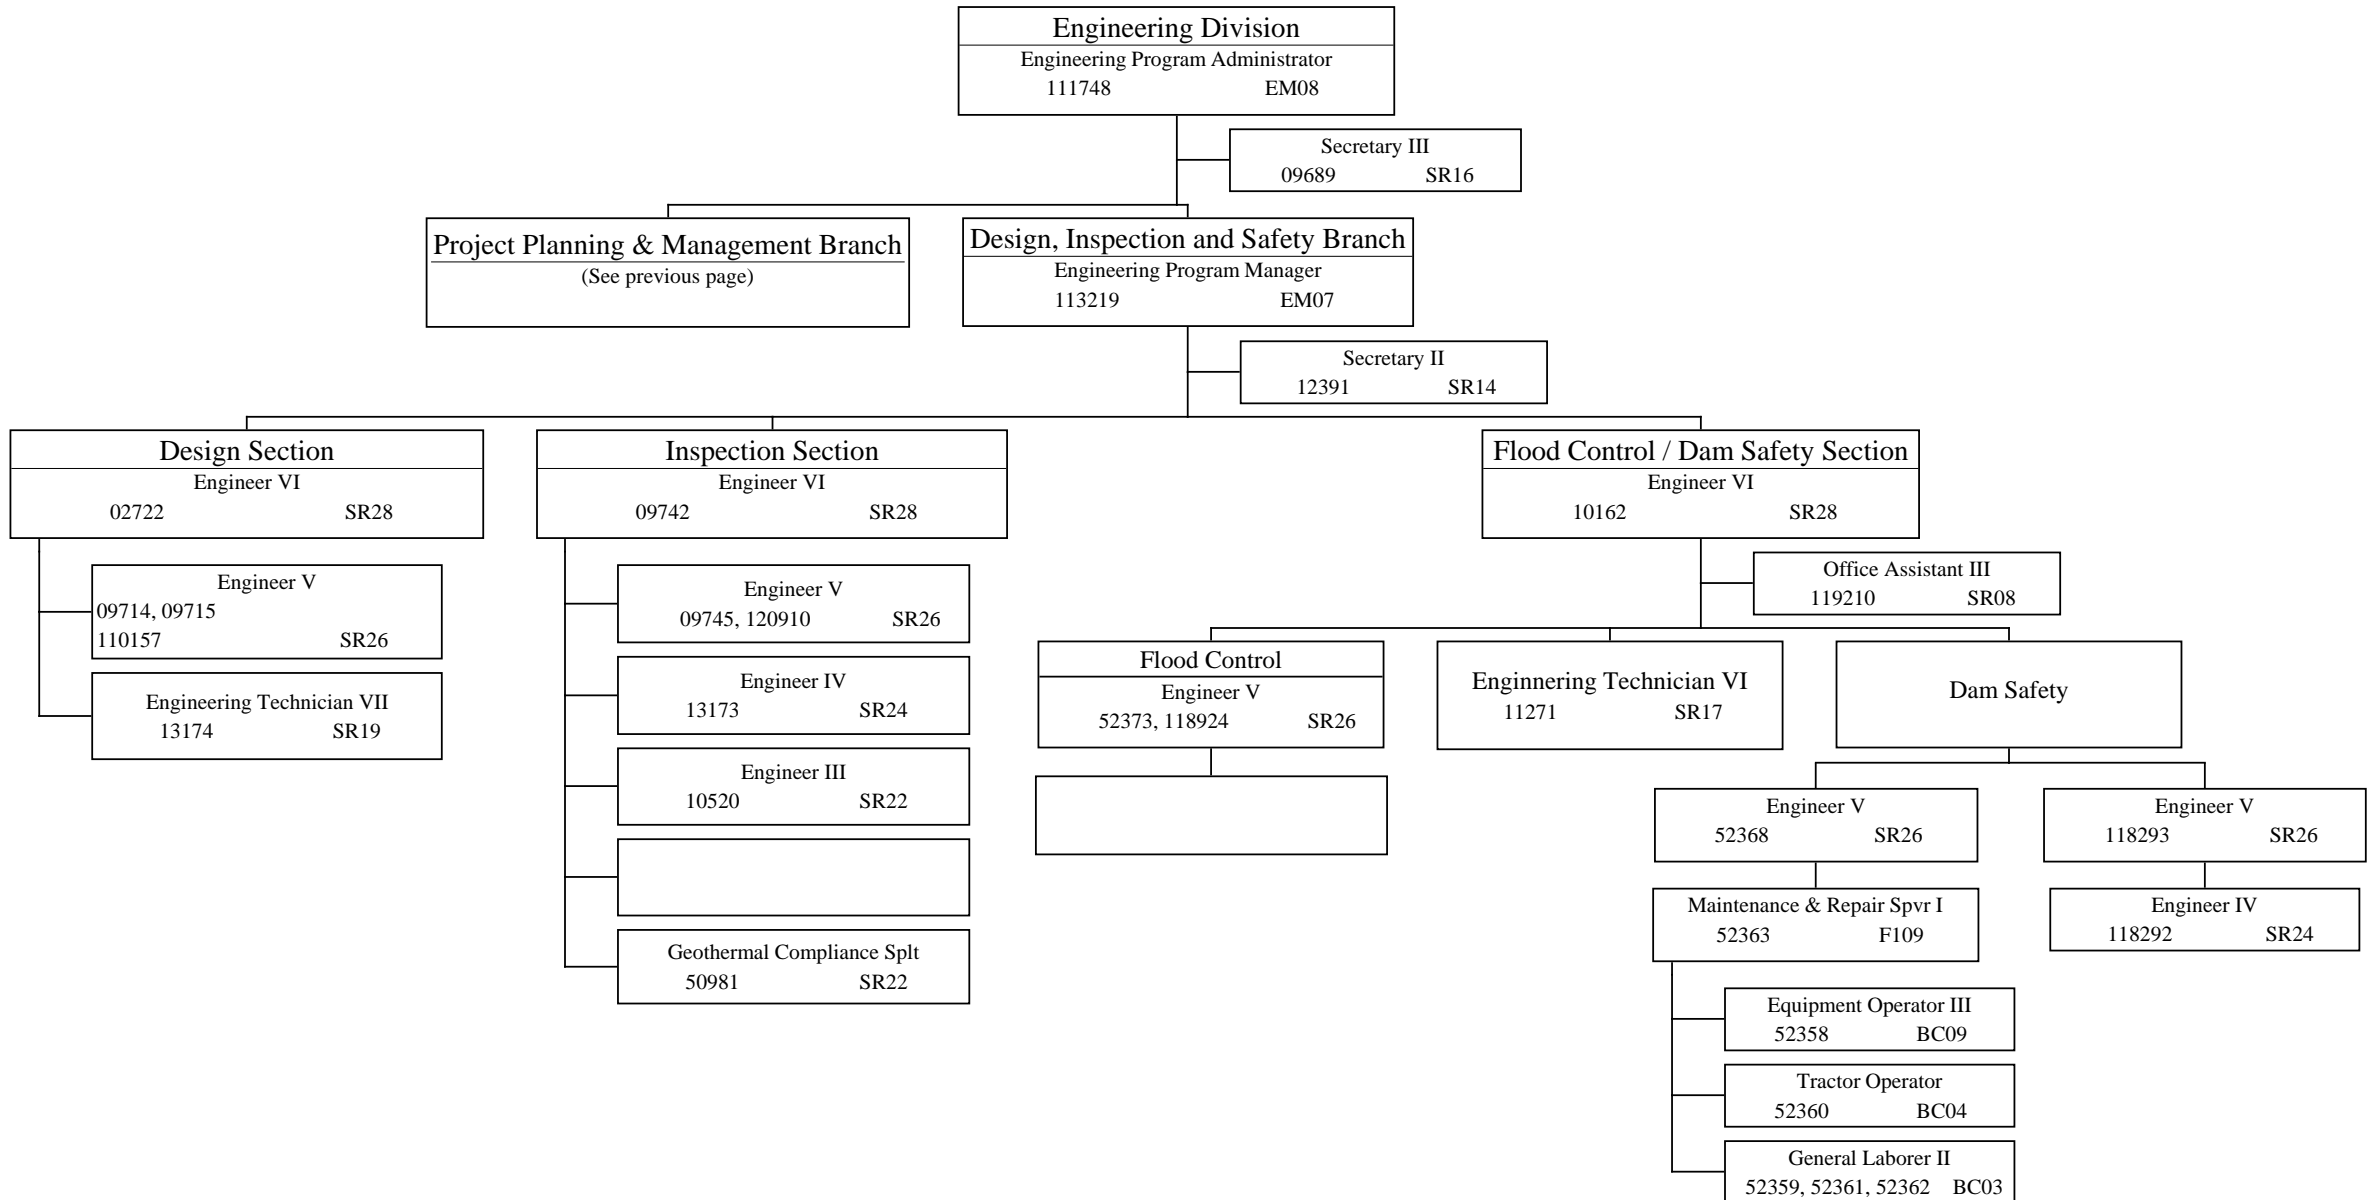 Engineering Division
Engineering Program Administrator
111748 EM08
Secretary III
09689 SR16
Project Planning & Management Branch
(See previous page)
Design, Inspection and Safety Branch
Engineering Program Manager
113219 EM07
Secretary II
12391 SR14
Design Section
Engineer VI
02722 SR28
Engineer V
09714, 09715
110157 SR26
Engineering Technician VII
13174 SR19
Inspection Section
Engineer VI
09742 SR28
Engineer V
09745, 120910 SR26
Engineer IV
13173 SR24
Engineer III
10520 SR22
Geothermal Compliance Splt
50981 SR22
Flood Control / Dam Safety Section
Engineer VI
10162 SR28
Office Assistant III
119210 SR08
Flood Control
Engineer V
52373, 118924 SR26
Enginnering Technician VI
11271 SR17
Dam Safety
Engineer V
52368 SR26
Maintenance & Repair Spvr I
52363 F109
Equipment Operator III
52358 BC09
Tractor Operator
52360 BC04
General Laborer II
52359, 52361, 52362 BC03
Engineer V
118293 SR26
Engineer IV
118292 SR24